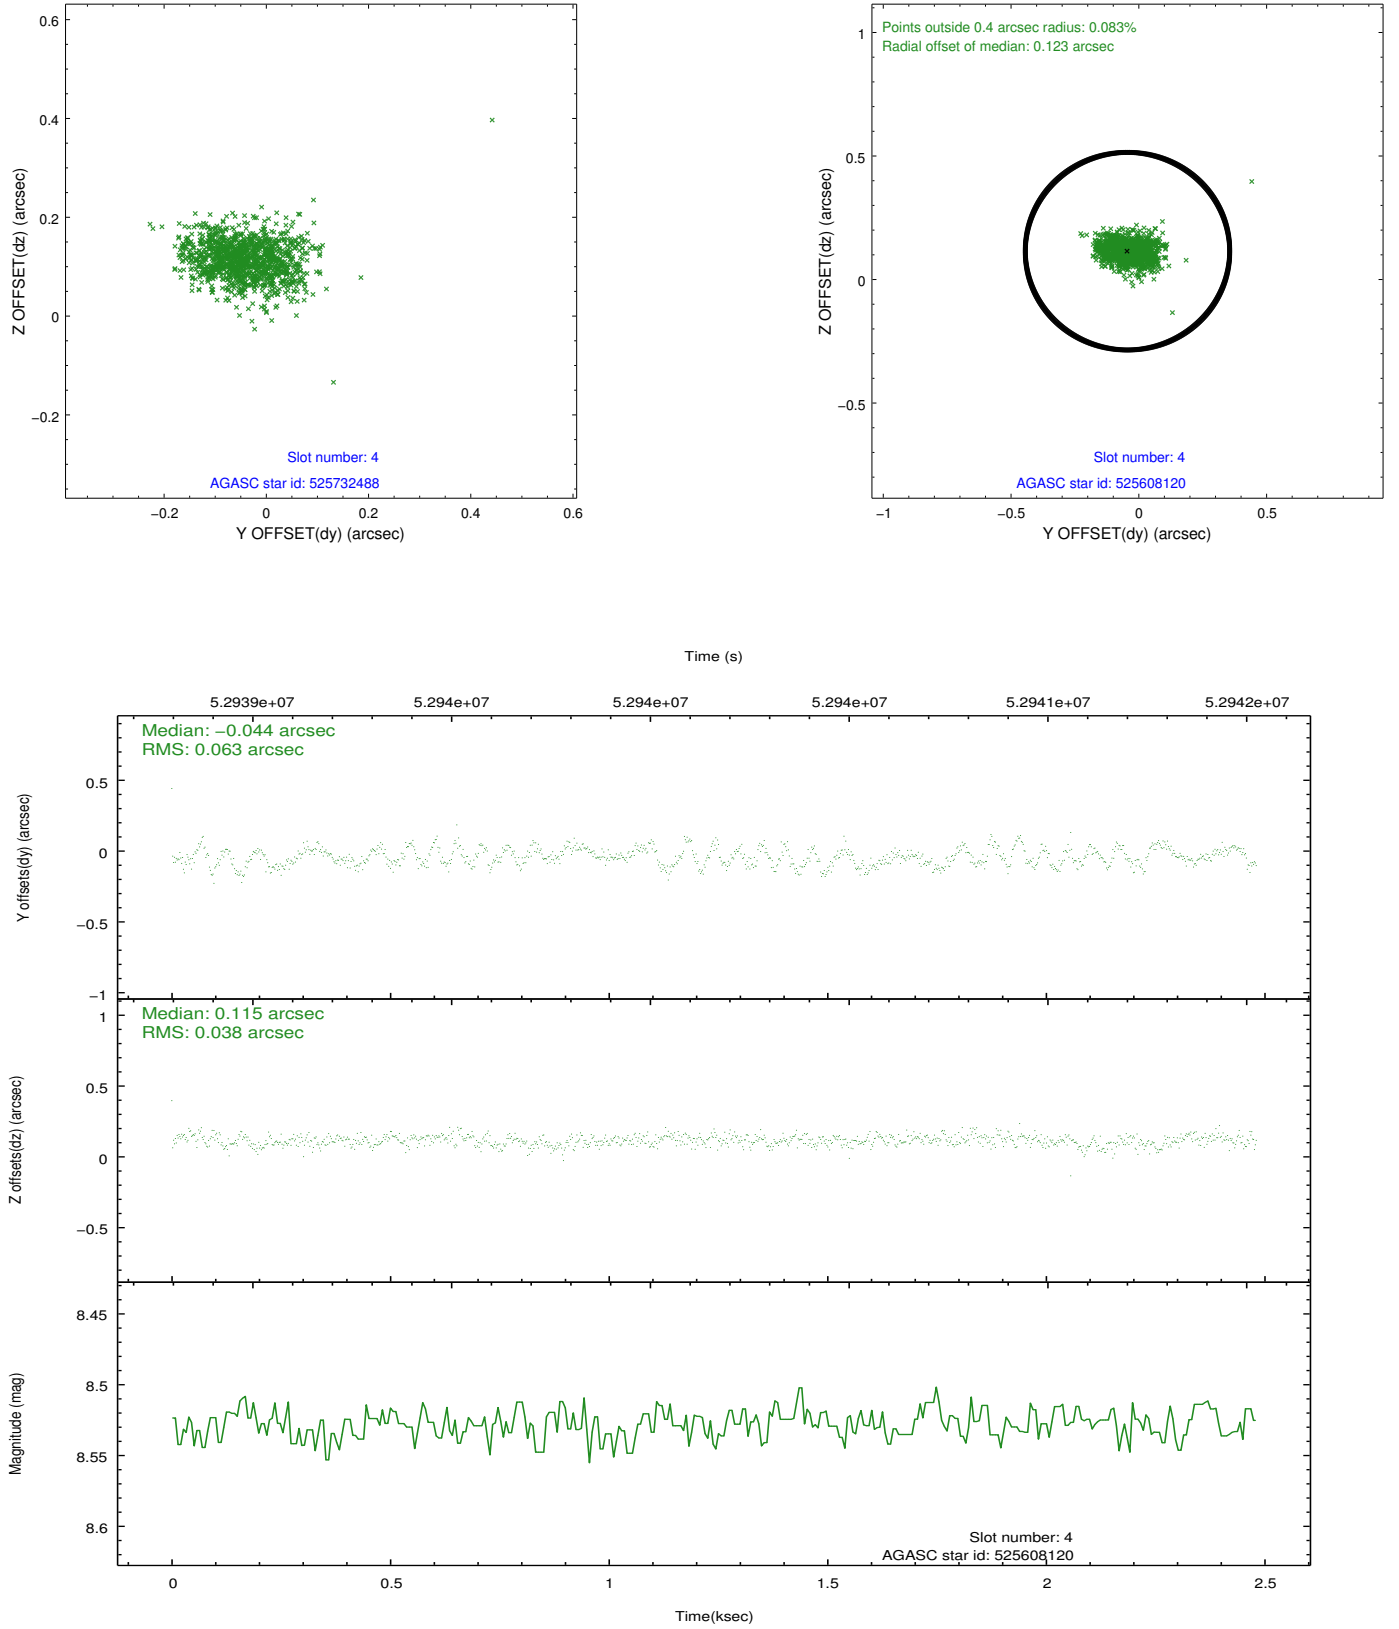 0.6
0.4
0.2
0
−0.2
Z OFFSET(dz) (arcsec)
Slot number: 4
AGASC star id: 525732488
−0.2
0
0.2
0.4
0.6
Y OFFSET(dy) (arcsec)
Points outside 0.4 arcsec radius: 0.083%
Radial offset of median: 0.123 arcsec
1
0.5
0
−0.5
Z OFFSET(dz) (arcsec)
Slot number: 4
AGASC star id: 525608120
−1
−0.5
0
0.5
Y OFFSET(dy) (arcsec)
Time (s)
5.2939e+07
5.294e+07
5.294e+07
5.294e+07
5.2941e+07
5.2942e+07
Median: −0.044 arcsec
RMS: 0.063 arcsec
0.5
0
−0.5
−1
Y offsets(dy) (arcsec)
Median: 0.115 arcsec
RMS: 0.038 arcsec
1
0.5
0
−0.5
Z offsets(dz) (arcsec)
8.45
8.5
8.55
8.6
Magnitude (mag)
Slot number: 4
AGASC star id: 525608120
0
0.5
1
1.5
2
2.5
Time(ksec)